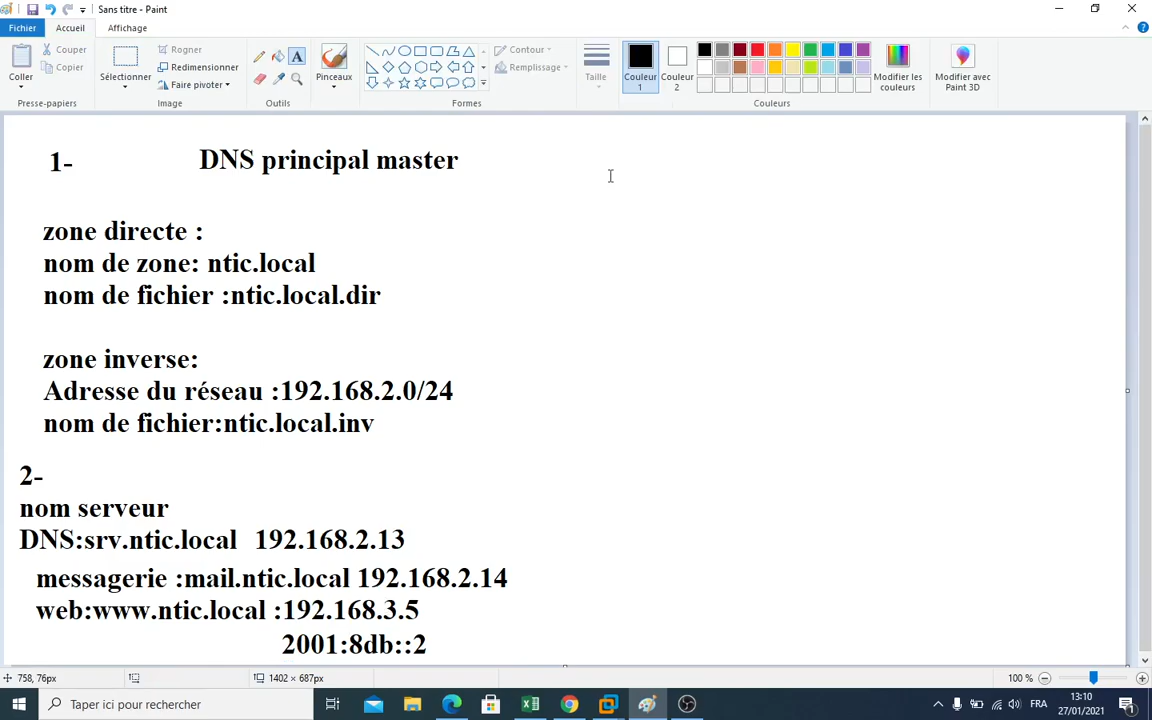 Sans titre - Paint
Fichier
Accueil
Affichage
Coller
Couper
Copier
Presse-papiers
Sélectionner
Rogner
Redimensionner
Faire pivoter
Image
A
Outils
Pinceaux
Contour
Remplissage
Formes
Taille
Couleur 1
Couleur 2
Modifier les couleurs
Couleurs
Modifier avec Paint 3D
1- DNS principal master
zone directe :
nom de zone: ntic.local
nom de fichier :ntic.local.dir
zone inverse:
Adresse du réseau :192.168.2.0/24
nom de fichier:ntic.local.inv
2-
nom serveur
DNS:srv.ntic.local 192.168.2.13
messagerie :mail.ntic.local 192.168.2.14
web:www.ntic.local :192.168.3.5
2001:8db::2
758, 76px
1402 × 687px
100 %
Taper ici pour rechercher
FRA
13:10
27/01/2021
1